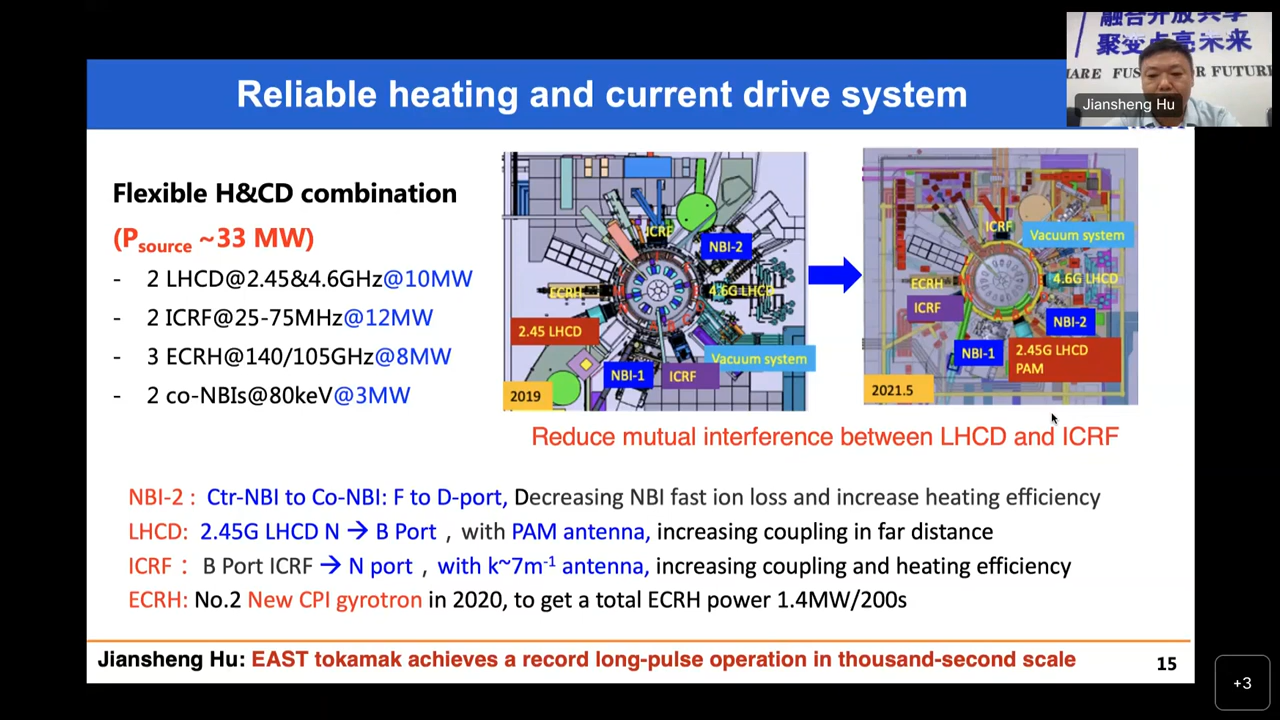 融合开放共享
聚变点亮未来
HARE FUS OR FUTURE
Jiansheng Hu
Reliable heating and current drive system
Flexible H&CD combination
(Psource ~33 MW)
- 2 LHCD@2.45&4.6GHz@10MW
- 2 ICRF@25-75MHz@12MW
- 3 ECRH@140/105GHz@8MW
- 2 co-NBIs@80keV@3MW
ICRF
NBI-2
ECRH
4.6G LHCD
2.45 LHCD
Vacuum system
NBI-1
ICRF
2019
ICRF
Vacuum system
ECRH
4.6G LHCD
ICRF
NBI-2
NBI-1
2.45G LHCD
PAM
2021.5
Reduce mutual interference between LHCD and ICRF
NBI-2 : Ctr-NBI to Co-NBI: F to D-port, Decreasing NBI fast ion loss and increase heating efficiency
LHCD: 2.45G LHCD N → B Port , with PAM antenna, increasing coupling in far distance
ICRF : B Port ICRF → N port , with k~7m⁻¹ antenna, increasing coupling and heating efficiency
ECRH: No.2 New CPI gyrotron in 2020, to get a total ECRH power 1.4MW/200s
Jiansheng Hu: EAST tokamak achieves a record long-pulse operation in thousand-second scale
15
+3